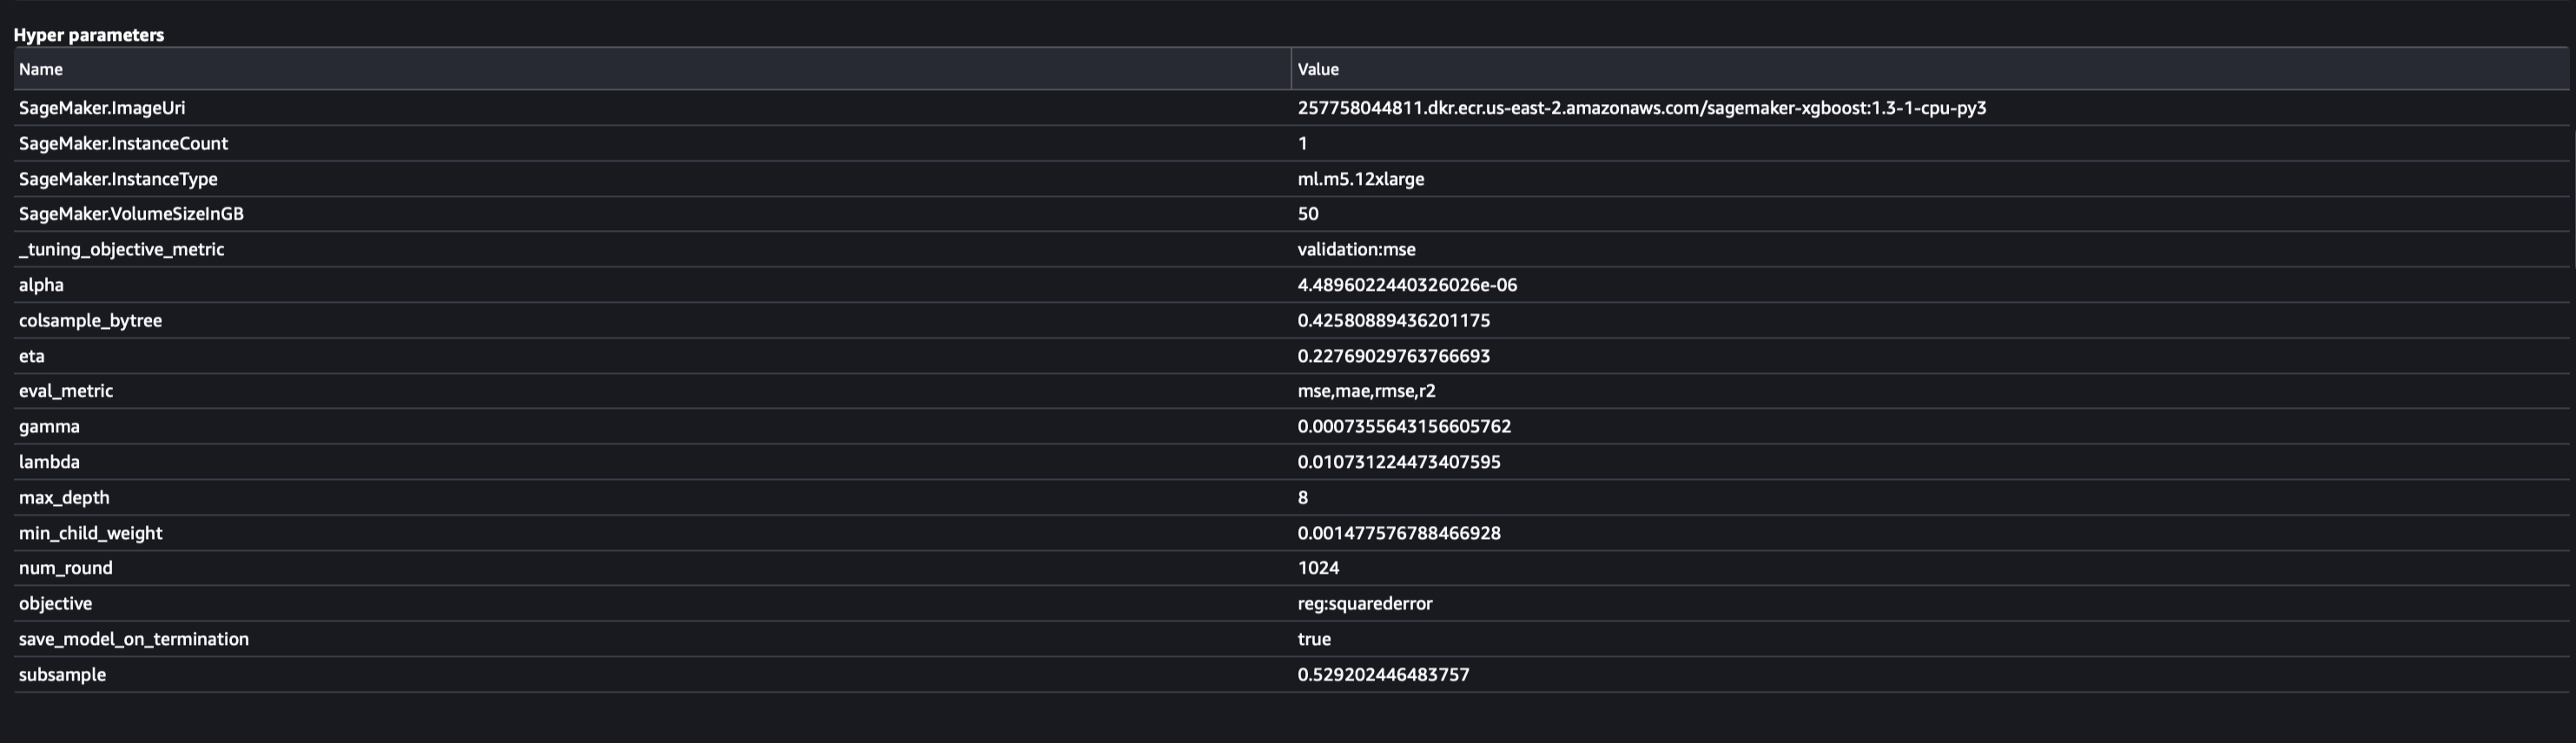 Hyper parameters
Name Value
SageMaker.ImageUri 257758044811.dkr.ecr.us-east-2.amazonaws.com/sagemaker-xgboost:1.3-1-cpu-py3
SageMaker.InstanceCount 1
SageMaker.InstanceType ml.m5.12xlarge
SageMaker.VolumeSizeInGB 50
_tuning_objective_metric validation:mse
alpha 4.4896022440326026e-06
colsample_bytree 0.42580889436201175
eta 0.22769029763766693
eval_metric mse,mae,rmse,r2
gamma 0.0007355643156605762
lambda 0.010731224473407595
max_depth 8
min_child_weight 0.001477576788466928
num_round 1024
objective reg:squarederror
save_model_on_termination true
subsample 0.529202446483757